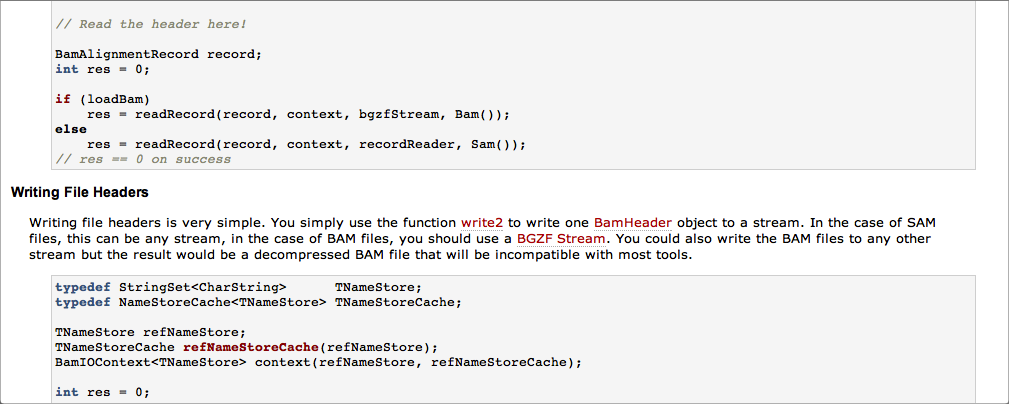 // Read the header here!
BamAlignmentRecord record;
int res = 0;
if (loadBam)
    res = readRecord(record, context, bgzfStream, Bam());
else
    res = readRecord(record, context, recordReader, Sam());
// res == 0 on success
Writing File Headers
Writing file headers is very simple. You simply use the function write2 to write one BamHeader object to a stream. In the case of SAM
files, this can be any stream, in the case of BAM files, you should use a BGZF Stream. You could also write the BAM files to any other
stream but the result would be a decompressed BAM file that will be incompatible with most tools.
typedef StringSet<CharString>      TNameStore;
typedef NameStoreCache<TNameStore> TNameStoreCache;
TNameStore refNameStore;
TNameStoreCache refNameStoreCache(refNameStore);
BamIOContext<TNameStore> context(refNameStore, refNameStoreCache);
int res = 0;